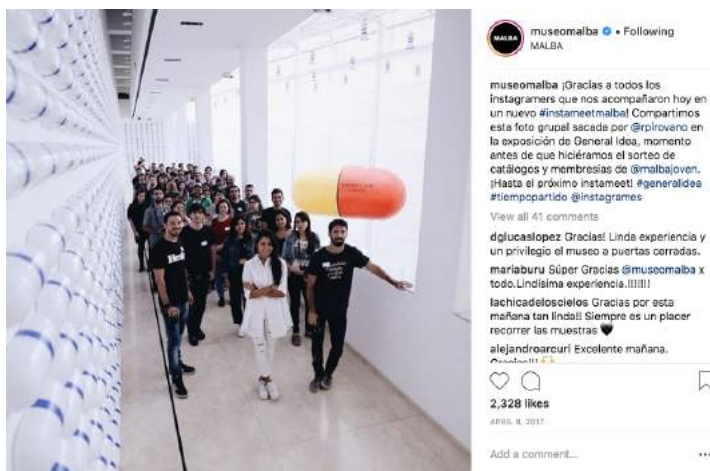 MALBA
museomalba • Following
MALBA
museomalba ¡Gracias a todos los
instagramers que nos acompañaron hoy en
un nuevo #instameetmalba! Compartimos
esta foto grupal sacada por @rpirovano en
la exposición de General Idea, momento
antes de que hiciéramos el sorteo de
catálogos y membresias de @malbajoven.
¡Hasta el próximo instameet! #generalidea
#tiempopartido @instagrames
View all 41 comments
dglucaslopez Gracias! Linda experiencia y
un privilegio el museo a puertas cerradas.
mariaburu Súper Gracias @museomalba x
todo.Lindísima experiencia.!!!!!!!
lachicadeloscielos Gracias por esta
mañana tan linda!! Siempre es un placer
recorrer las muestras
alejandroarcuri Excelente mañana.
2,328 likes
APRIL 8, 2017
Add a comment...